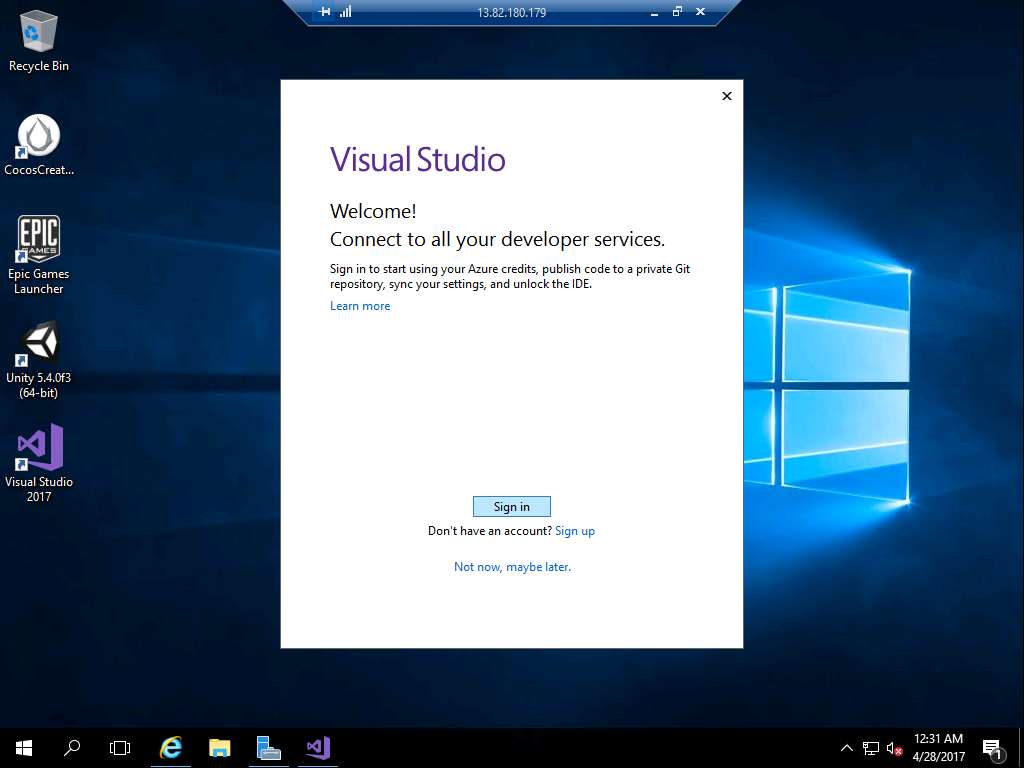 13.82.180.179
Recycle Bin
CocosCreat...
EPIC
GAMES
Epic Games
Launcher
Unity 5.4.0f3
(64-bit)
Visual Studio
2017
Visual Studio
Welcome!
Connect to all your developer services.
Sign in to start using your Azure credits, publish code to a private Git
repository, sync your settings, and unlock the IDE.
Learn more
Sign in
Don't have an account? Sign up
Not now, maybe later.
12:31 AM
4/28/2017
1